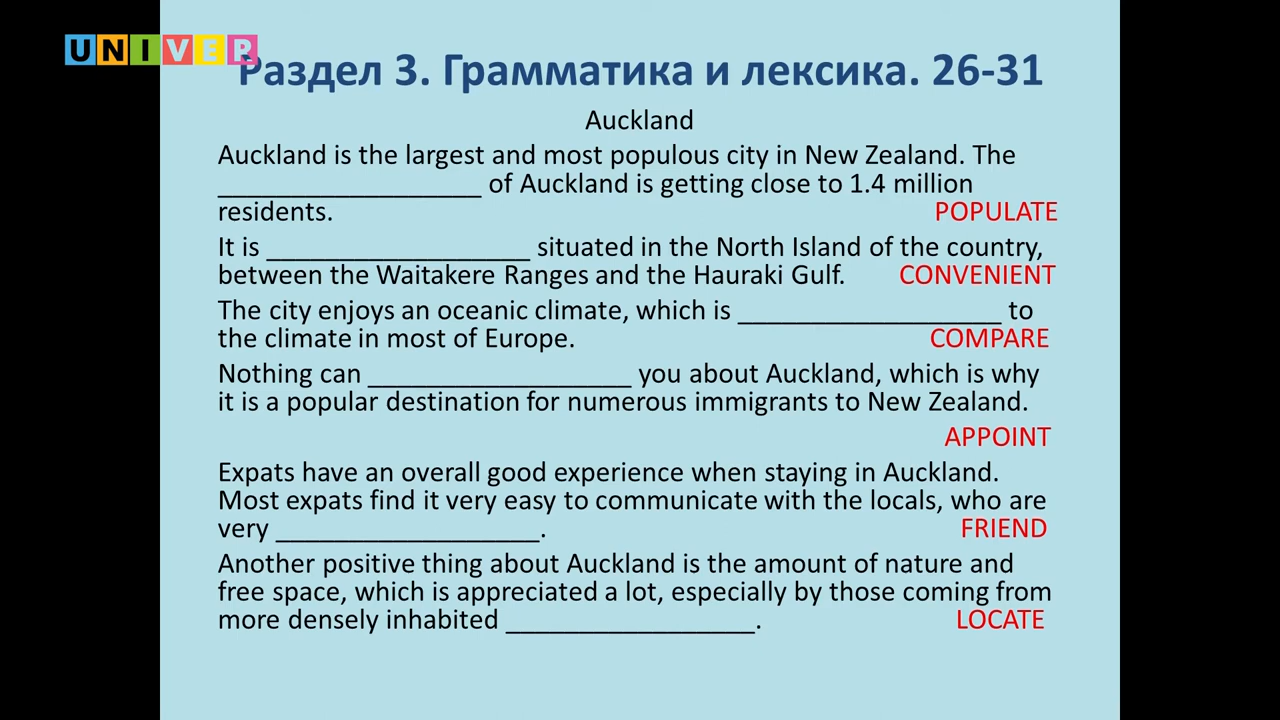 UNIVER
Раздел 3. Грамматика и лексика. 26-31
Auckland
Auckland is the largest and most populous city in New Zealand. The
___________________ of Auckland is getting close to 1.4 million
residents. POPULATE
It is ___________________ situated in the North Island of the country,
between the Waitakere Ranges and the Hauraki Gulf. CONVENIENT
The city enjoys an oceanic climate, which is ___________________ to
the climate in most of Europe. COMPARE
Nothing can ___________________ you about Auckland, which is why
it is a popular destination for numerous immigrants to New Zealand.
APPOINT
Expats have an overall good experience when staying in Auckland.
Most expats find it very easy to communicate with the locals, who are
very ___________________. FRIEND
Another positive thing about Auckland is the amount of nature and
free space, which is appreciated a lot, especially by those coming from
more densely inhabited __________________. LOCATE